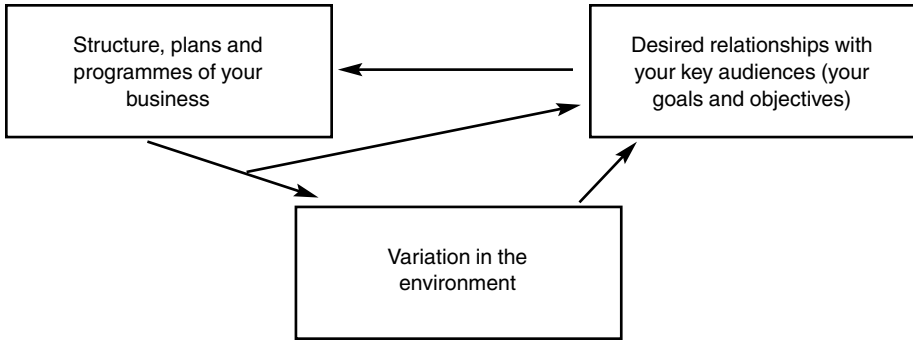 Structure, plans and
programmes of your
business
Desired relationships with
your key audiences (your
goals and objectives)
Variation in the
environment